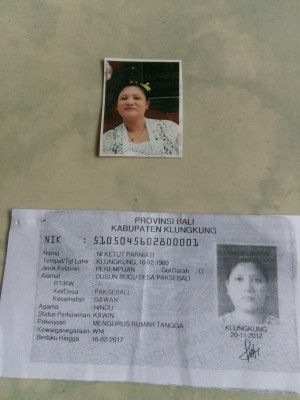 PROVINSI BALI
KABUPATEN KLUNGKUNG
NIK : 5105045602800001
Nama : NI KETUT PARNIATI
Tempat/Tgl Lahir : KLUNGKUNG, 16-02-1980
Jenis Kelamin : PEREMPUAN Gol Darah : O
Alamat : DUSUN BUCU DESA PAKSEBALI
RT/RW :
Kel/Desa : PAKSEBALI
Kecamatan : DAWAN
Agama : HINDU
Status Perkawinan : KAWIN
Pekerjaan : MENGURUS RUMAH TANGGA
Kewarganegaraan : WNI
Berlaku Hingga : 16-02-2017
KLUNGKUNG
20-11-2012